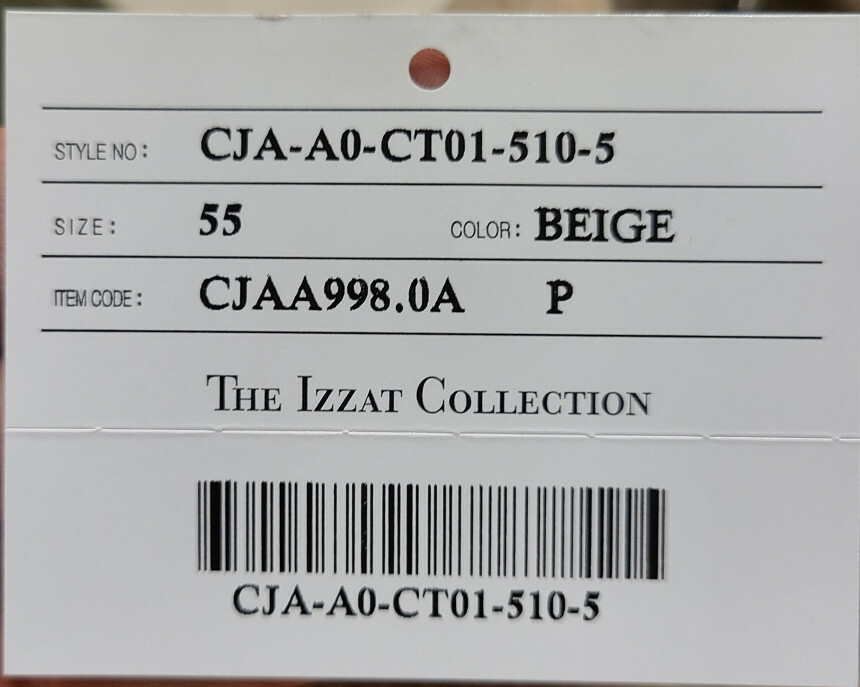 STYLE NO: CJA-A0-CT01-510-5
SIZE: 55 COLOR: BEIGE
ITEM CODE: CJAA998.0A P
THE IZZAT COLLECTION
CJA-A0-CT01-510-5